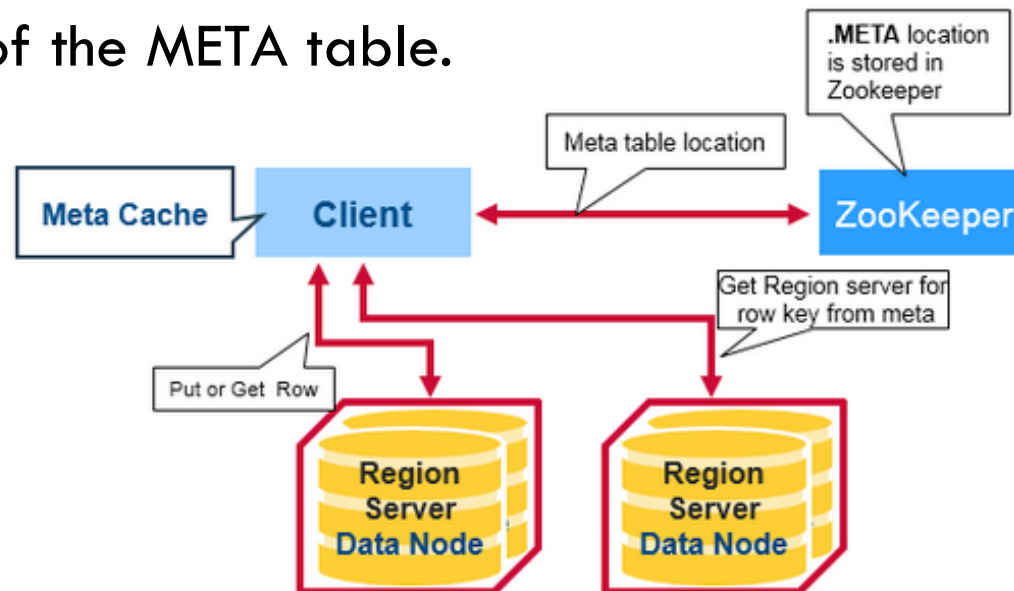 of the META table.
.META location
is stored in
Zookeeper
Meta table location
Meta Cache
Client
ZooKeeper
Get Region server for
row key from meta
Put or Get Row
Region
Server
Data Node
Region
Server
Data Node